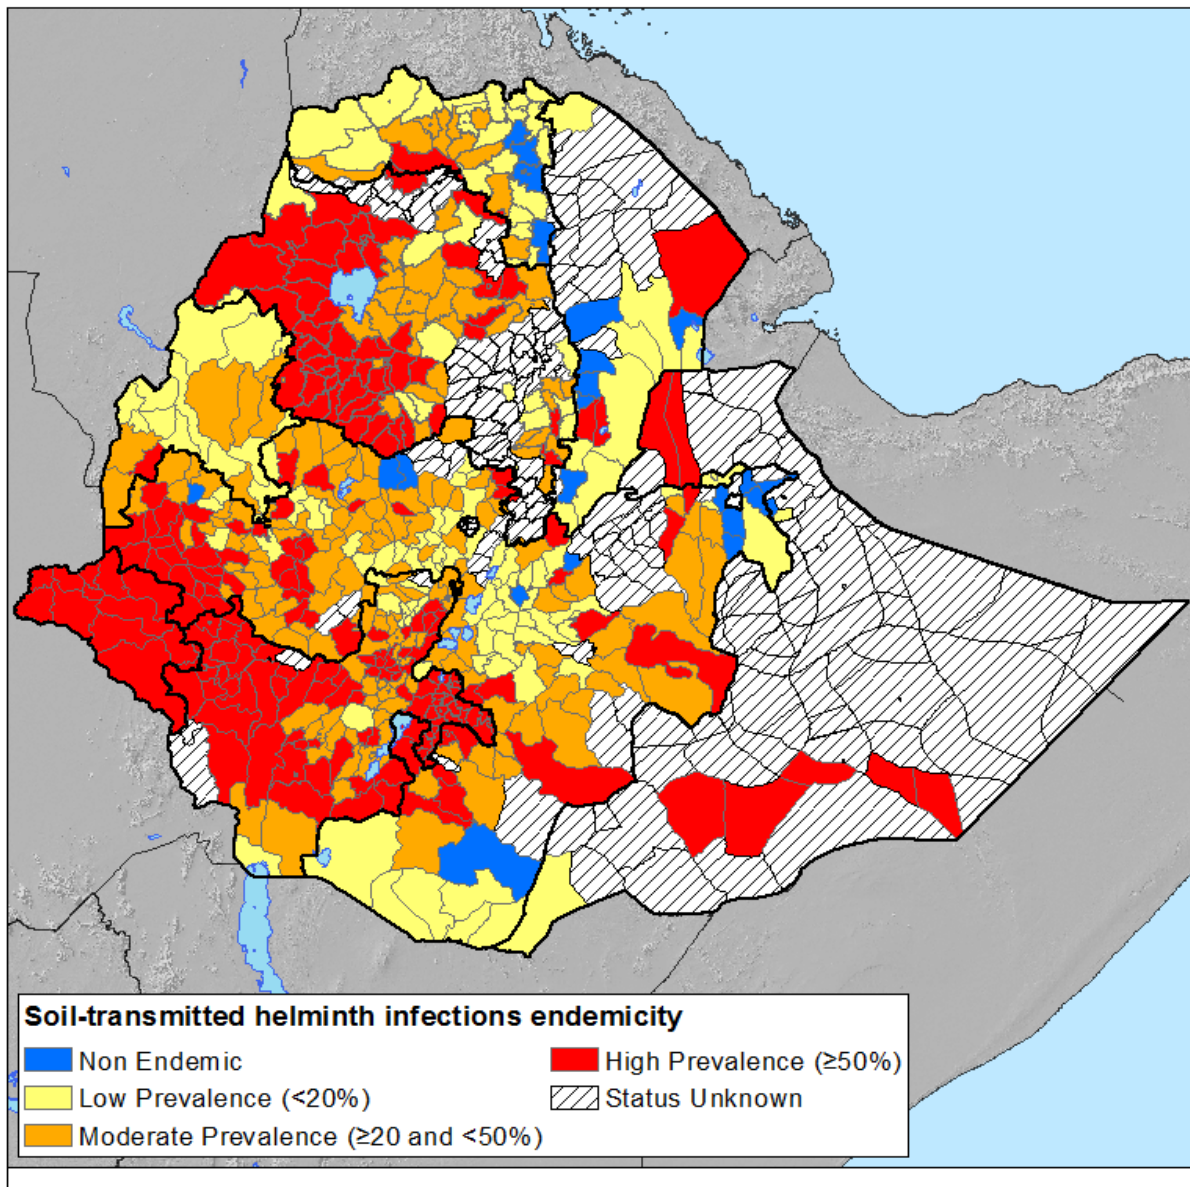 Soil-transmitted helminth infections endemicity
Non Endemic
Low Prevalence (<20%)
Moderate Prevalence (≥20 and <50%)
High Prevalence (≥50%)
Status Unknown